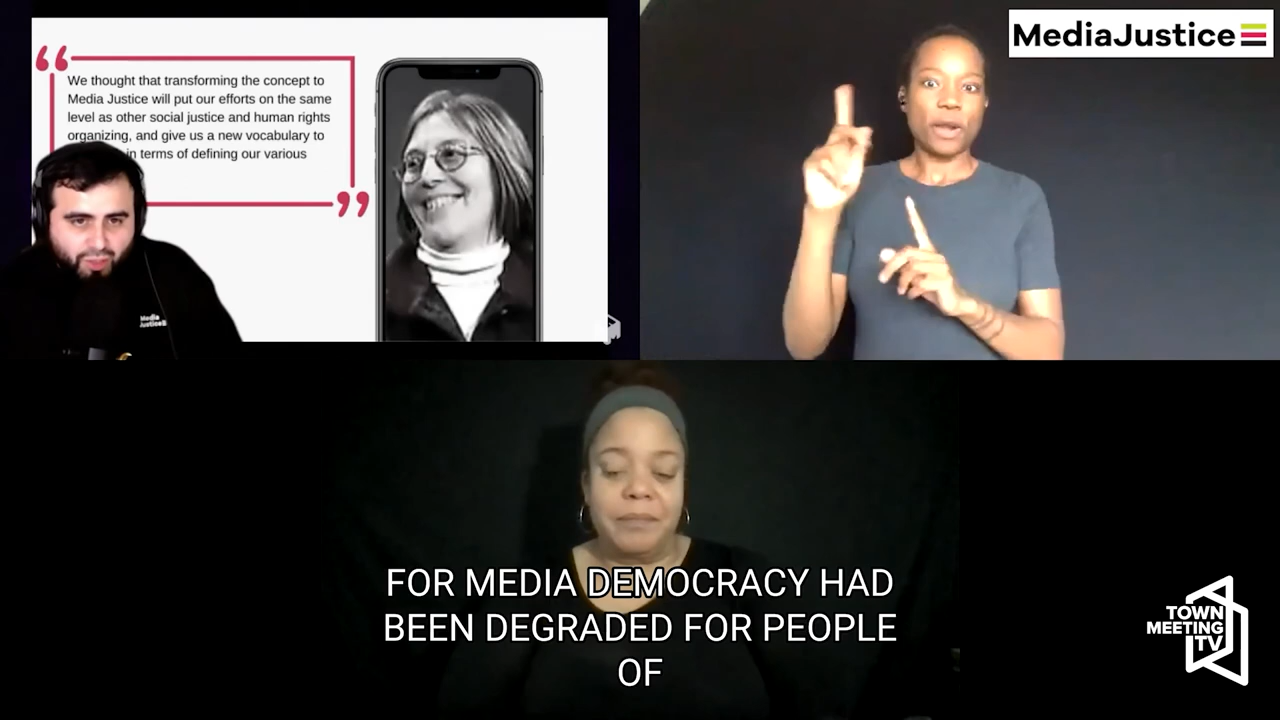 We thought that transforming the concept to
Media Justice will put our efforts on the same
level as other social justice and human rights
organizing, and give us a new vocabulary to
in terms of defining our various
Media
Justice
MediaJustice
FOR MEDIA DEMOCRACY HAD
BEEN DEGRADED FOR PEOPLE
OF
TOWN
MEETING
TV